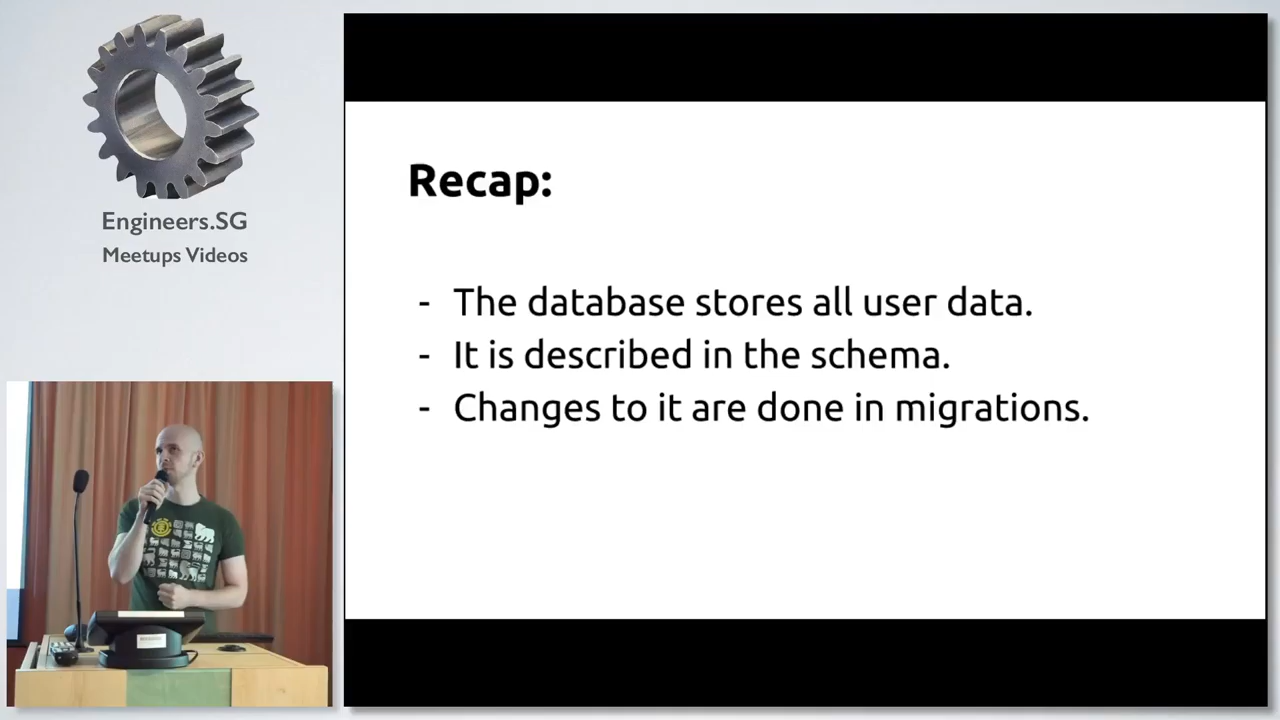 Engineers.SG
Meetups Videos
Recap:
- The database stores all user data.
- It is described in the schema.
- Changes to it are done in migrations.